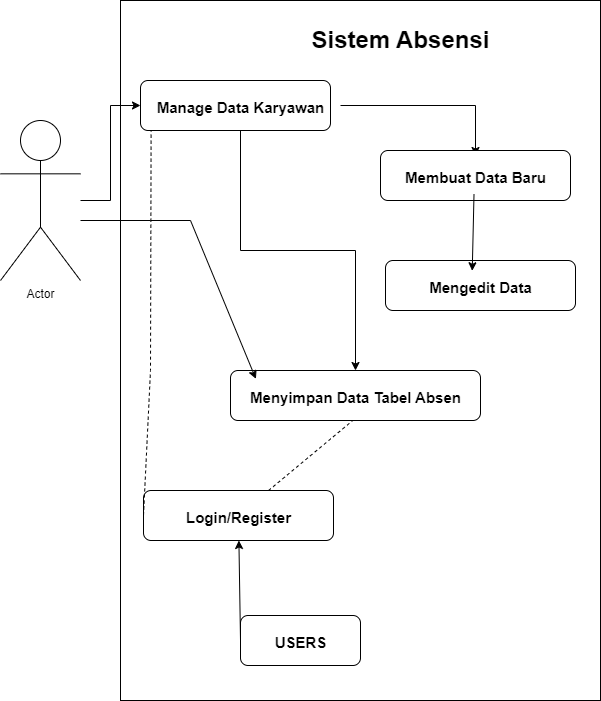 Sistem Absensi
Manage Data Karyawan
Membuat Data Baru
Mengedit Data
Actor
Menyimpan Data Tabel Absen
Login/Register
USERS